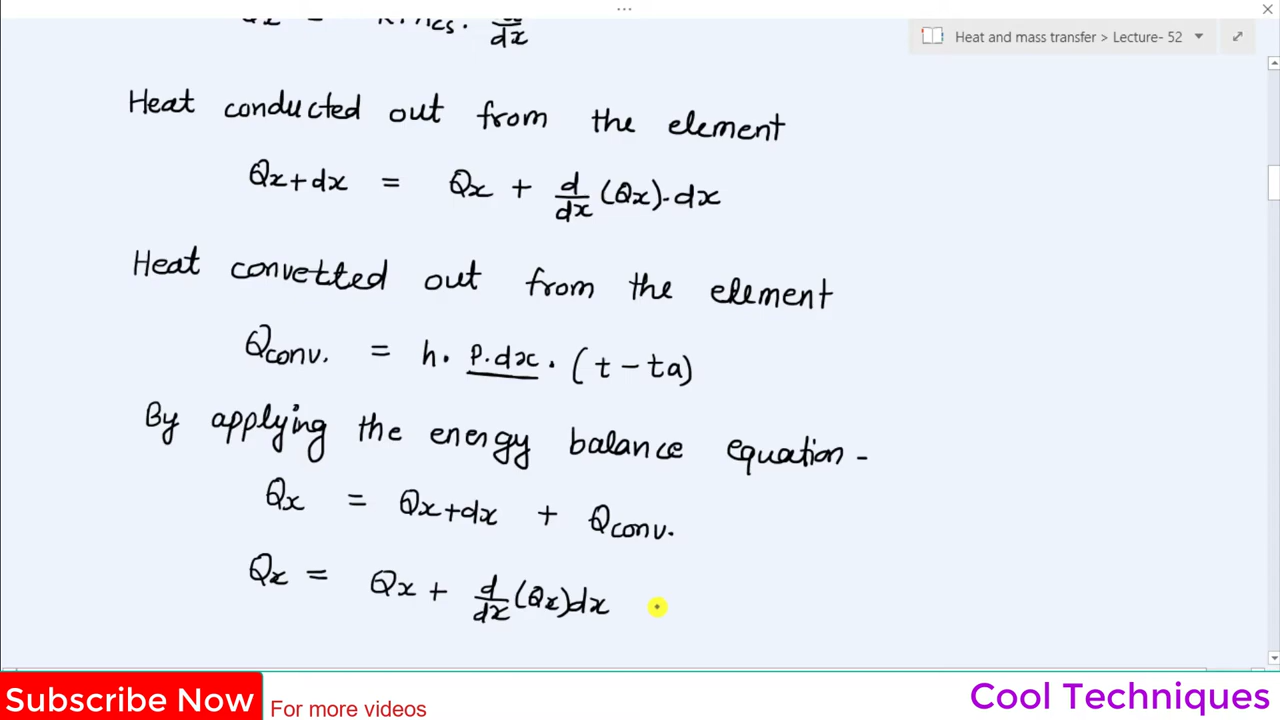 Heat and mass transfer > Lecture- 52
d/dx
Heat conducted out from the element
Qx+dx = Qx + d/dx (Qx).dx
Heat convetted out from the element
Qconv. = h. P.dx . (t - ta)
By applying the energy balance equation -
Qx = Qx+dx + Qconv.
Qx = Qx + d/dx (Qx)dx
Subscribe Now
For more videos
Cool Techniques